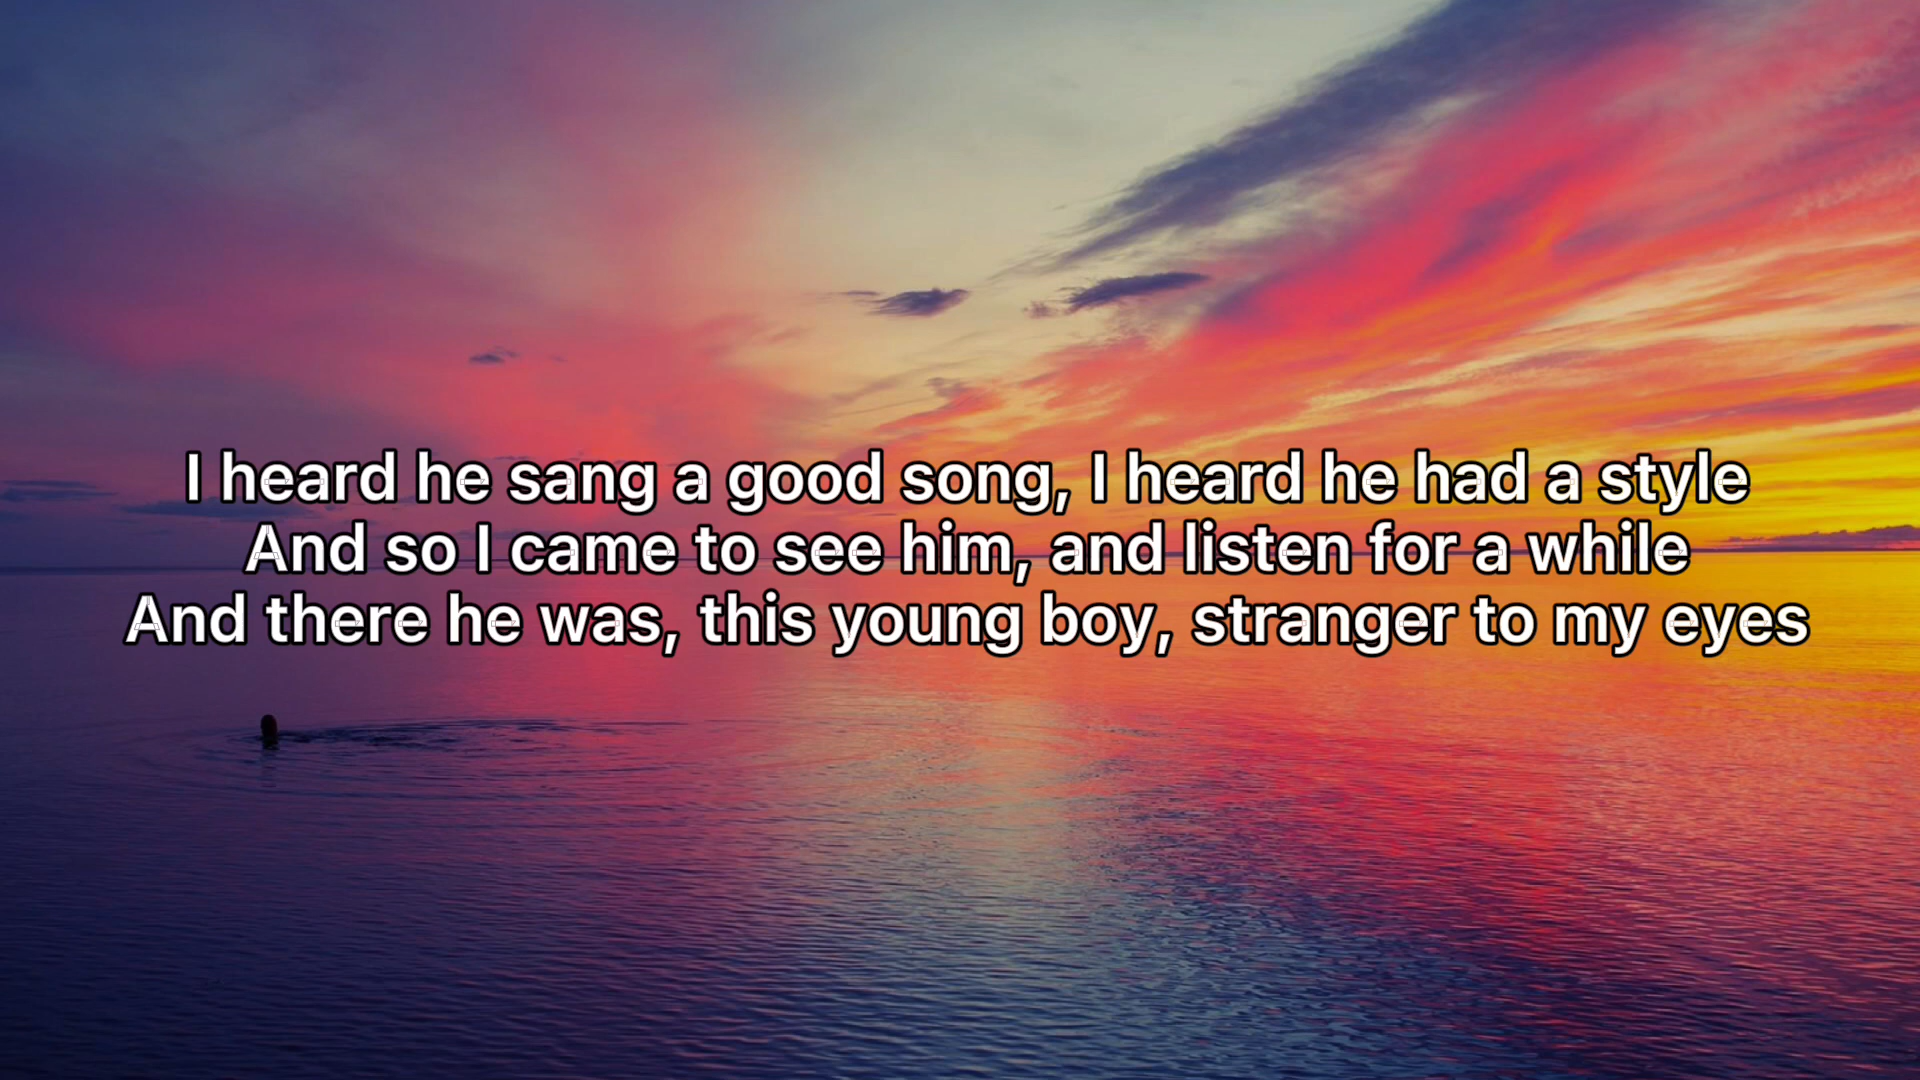 I heard he sang a good song, I heard he had a style
And so I came to see him, and listen for a while
And there he was, this young boy, stranger to my eyes